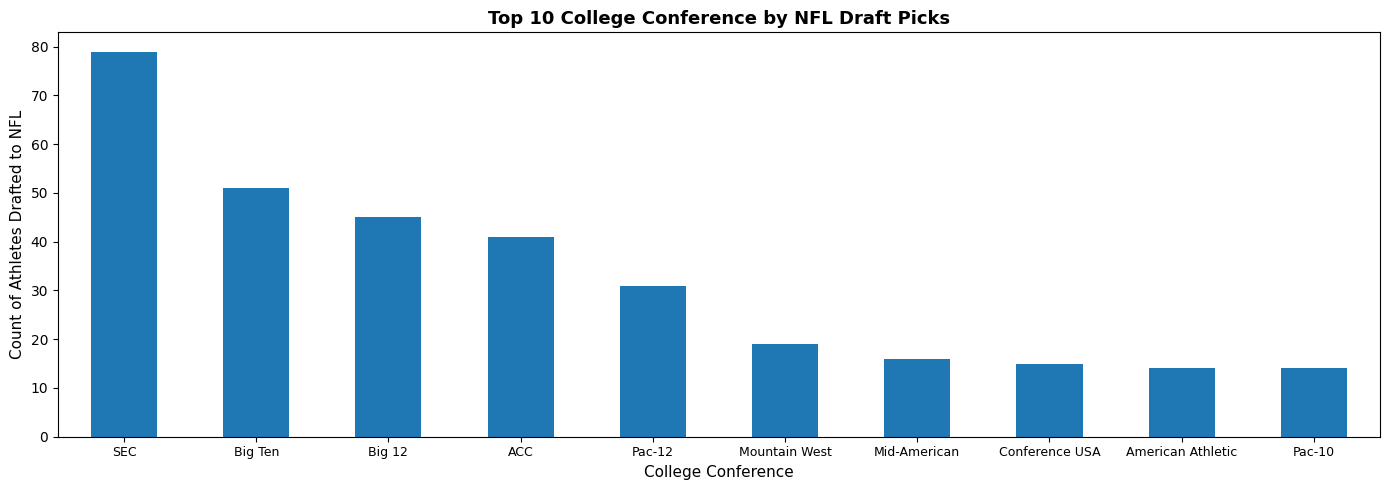 Top 10 College Conference by NFL Draft Picks
Count of Athletes Drafted to NFL
80
70
60
50
40
30
20
10
0
SEC Big Ten Big 12 ACC Pac-12 Mountain West Mid-American Conference USA American Athletic Pac-10
College Conference